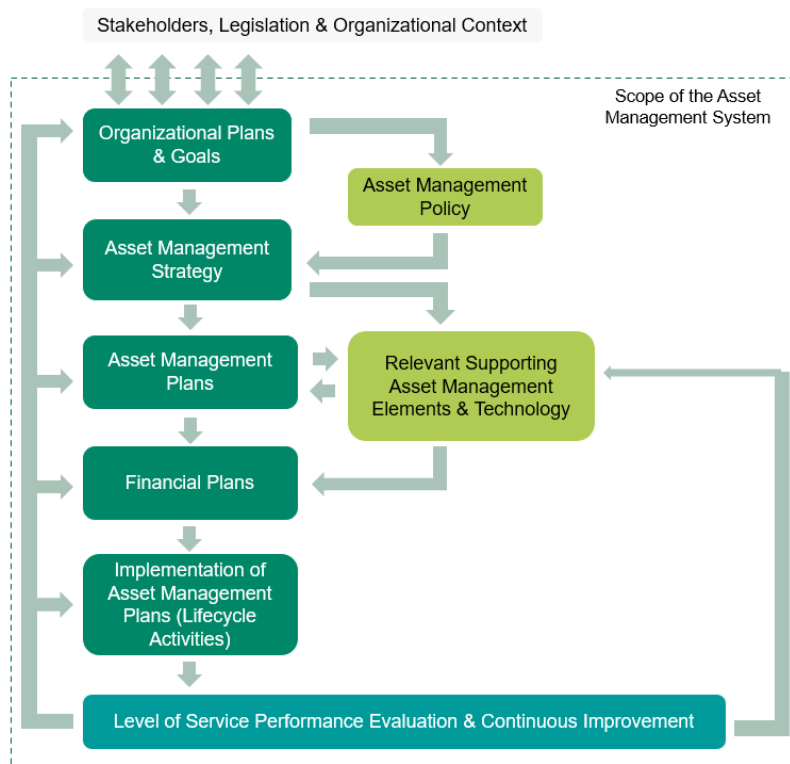 Stakeholders, Legislation & Organizational Context
Scope of the Asset
Management System
Organizational Plans
& Goals
Asset Management
Policy
Asset Management
Strategy
Asset Management
Plans
Relevant Supporting
Asset Management
Elements & Technology
Financial Plans
Implementation of
Asset Management
Plans (Lifecycle
Activities)
Level of Service Performance Evaluation & Continuous Improvement